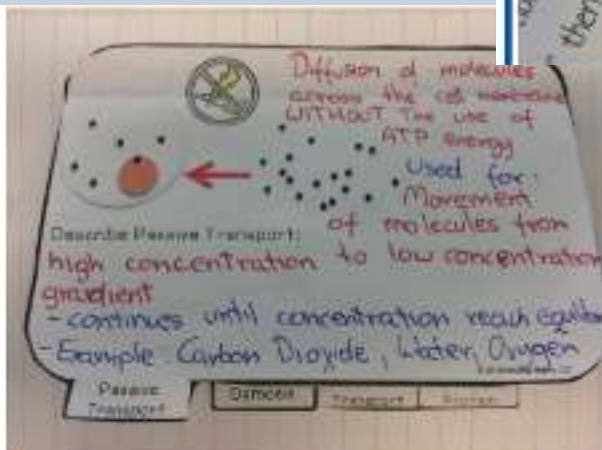 then
Diffusion of molecules
across the cell membrane
WITHOUT the use of
ATP energy
Used for:
Movement
of molecules from
Describe Passive Transport:
high concentration to low concentration
gradient
- continues until concentration reach
- Example Carbon Dioxide, Water, Oxygen
Passive
Transport
Osmosis
Transport